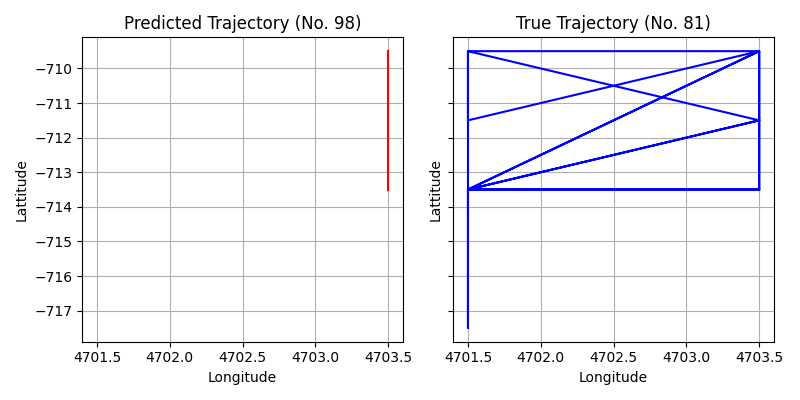 Predicted Trajectory (No. 98)
True Trajectory (No. 81)
Lattitude
−710
−711
−712
−713
−714
−715
−716
−717
4701.5 4702.0 4702.5 4703.0 4703.5
Longitude
Lattitude
4701.5 4702.0 4702.5 4703.0 4703.5
Longitude